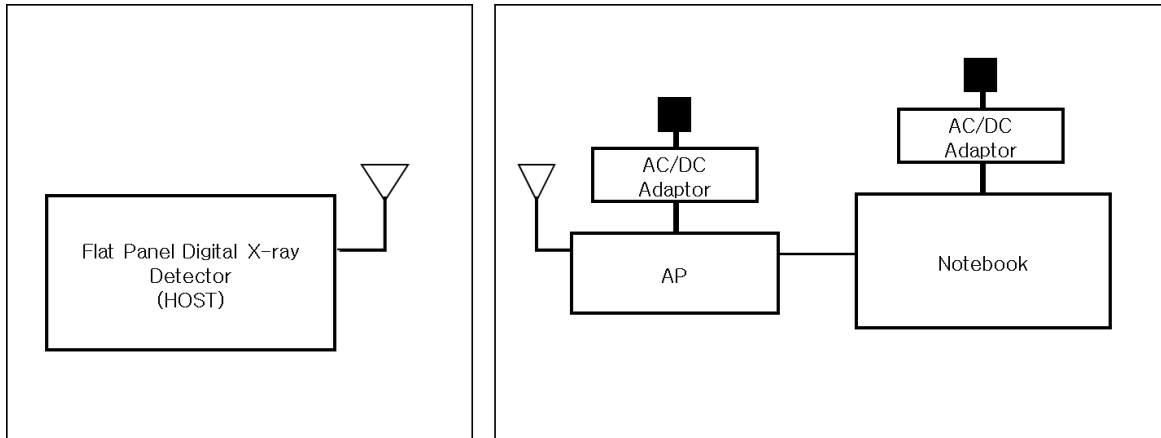 Flat Panel Digital X-ray
Detector
(HOST)
AC/DC
Adaptor
AP
AC/DC
Adaptor
Notebook